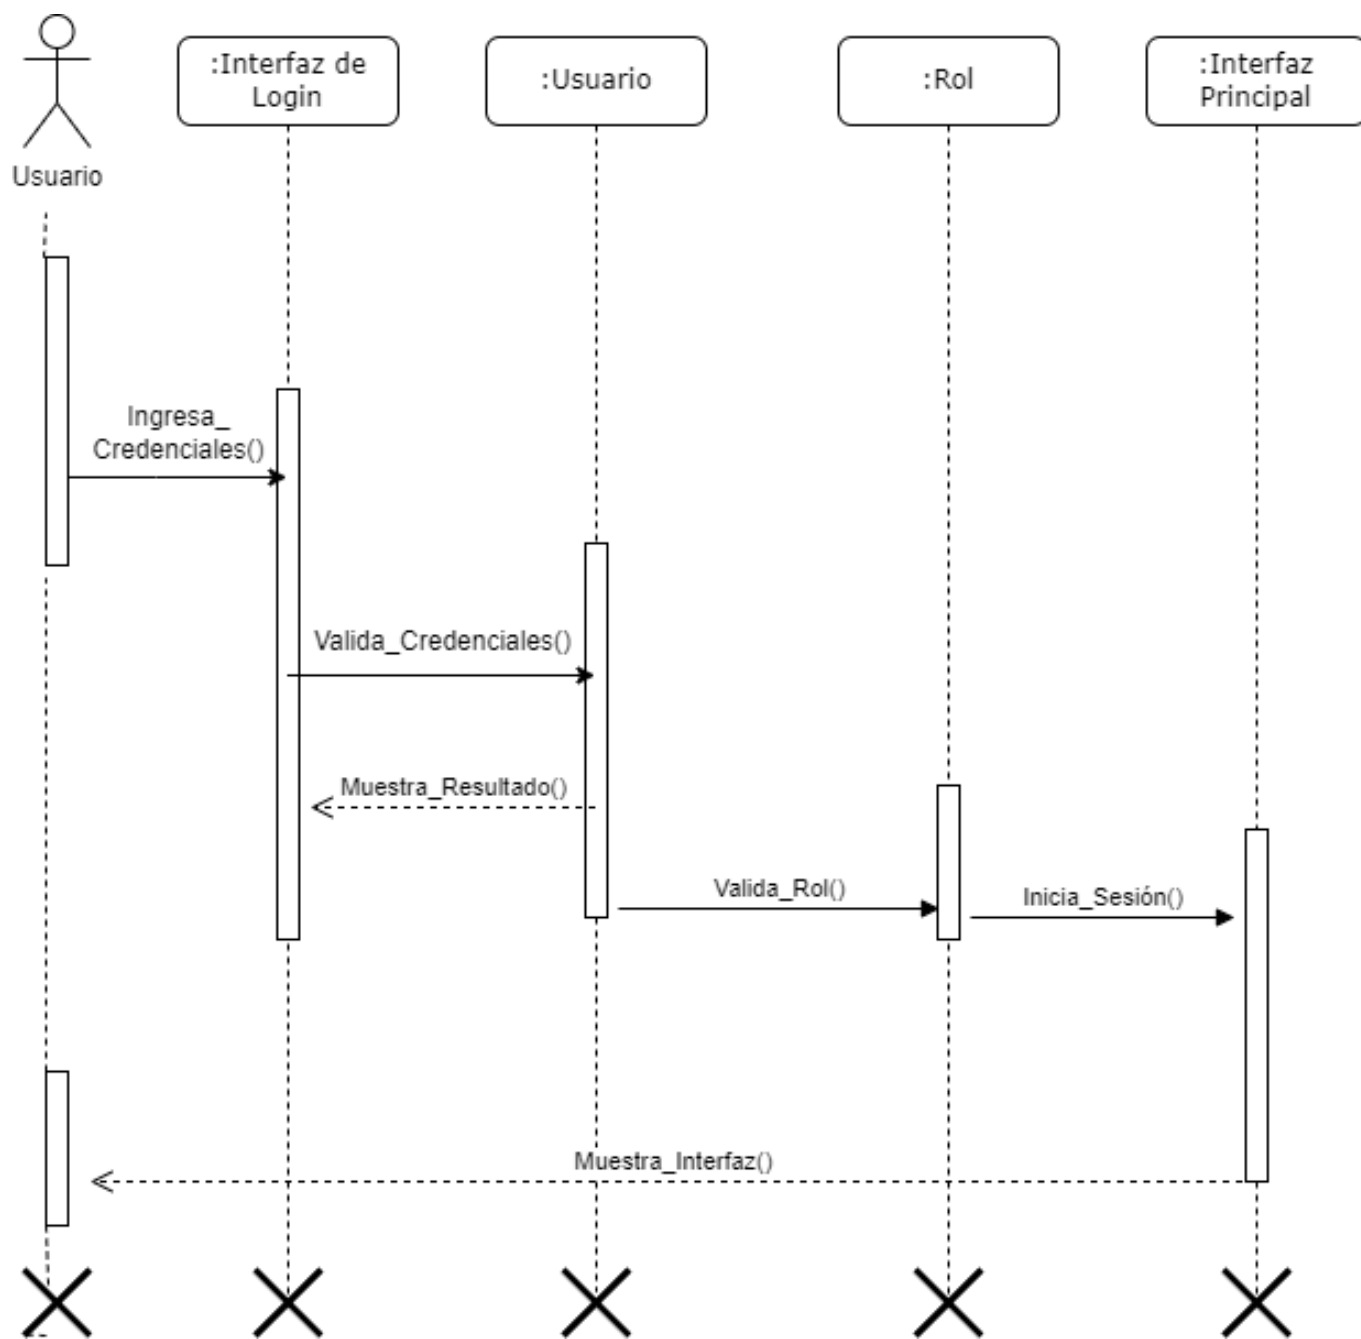 :Interfaz de
Login
:Usuario
:Rol
:Interfaz
Principal
Usuario
Ingresa_
Credenciales()
Valida_Credenciales()
Muestra_Resultado()
Valida_Rol()
Inicia_Sesión()
Muestra_Interfaz()